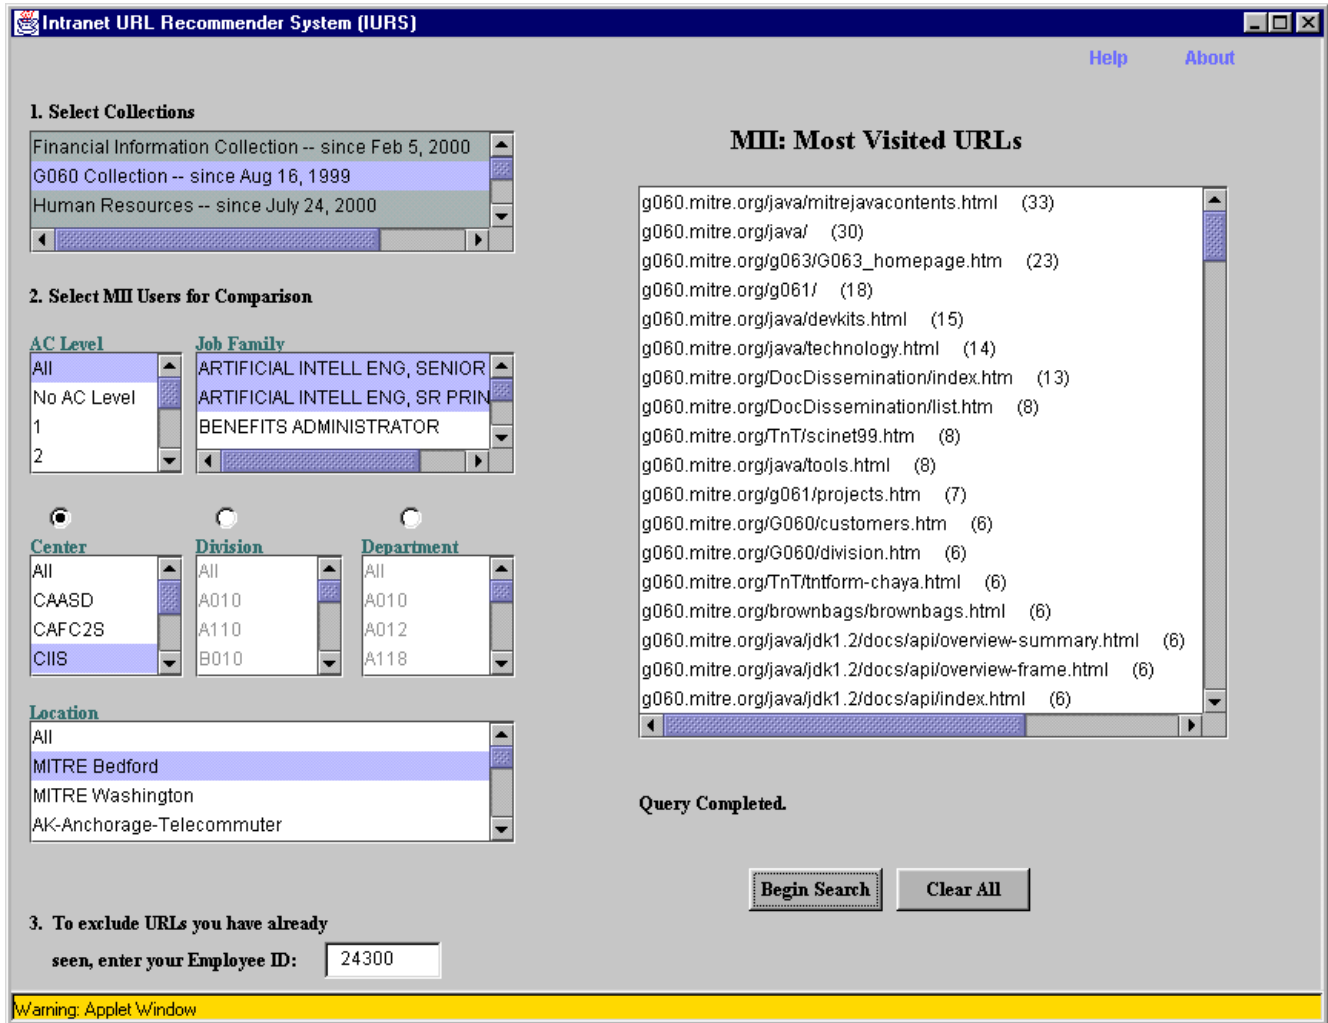 Intranet URL Recommender System (IURS)
Help About
1. Select Collections
Financial Information Collection -- since Feb 5, 2000
G060 Collection -- since Aug 16, 1999
Human Resources -- since July 24, 2000
2. Select MII Users for Comparison
AC Level
All
No AC Level
1
2
Job Family
ARTIFICIAL INTELL ENG, SENIOR
ARTIFICIAL INTELL ENG, SR PRIN
BENEFITS ADMINISTRATOR
Center
All
CAASD
CAFC2S
CIIS
Division
All
A010
A110
B010
Department
All
A010
A012
A118
Location
All
MITRE Bedford
MITRE Washington
AK-Anchorage-Telecommuter
3. To exclude URLs you have already
seen, enter your Employee ID: 24300
MII: Most Visited URLs
g060.mitre.org/java/mitrejavacontents.html (33)
g060.mitre.org/java/ (30)
g060.mitre.org/g063/G063_homepage.htm (23)
g060.mitre.org/g061/ (18)
g060.mitre.org/java/devkits.html (15)
g060.mitre.org/java/technology.html (14)
g060.mitre.org/DocDissemination/index.htm (13)
g060.mitre.org/DocDissemination/list.htm (8)
g060.mitre.org/TnT/scinet99.htm (8)
g060.mitre.org/java/tools.html (8)
g060.mitre.org/g061/projects.htm (7)
g060.mitre.org/G060/customers.htm (6)
g060.mitre.org/G060/division.htm (6)
g060.mitre.org/TnT/tntform-chaya.html (6)
g060.mitre.org/brownbags/brownbags.html (6)
g060.mitre.org/java/jdk1.2/docs/api/overview-summary.html (6)
g060.mitre.org/java/jdk1.2/docs/api/overview-frame.html (6)
g060.mitre.org/java/jdk1.2/docs/api/index.html (6)
Query Completed.
Begin Search Clear All
Warning: Applet Window